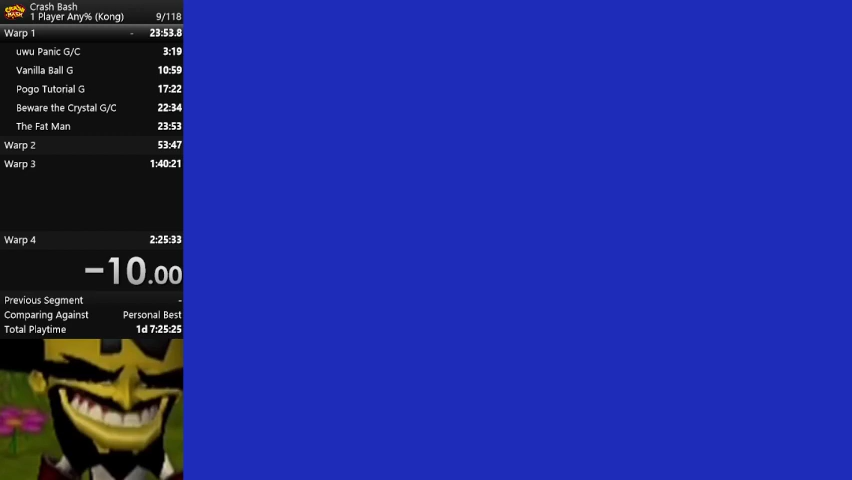 Crash Bash
1 Player Any% (Kong) 9/118
Warp 1 - 23:53.8
uwu Panic G/C 3:19
Vanilla Ball G 10:59
Pogo Tutorial G 17:22
Beware the Crystal G/C 22:34
The Fat Man 23:53
Warp 2 53:47
Warp 3 1:40:21
Warp 4 2:25:33
-10.00
Previous Segment -
Comparing Against Personal Best
Total Playtime 1d 7:25:25